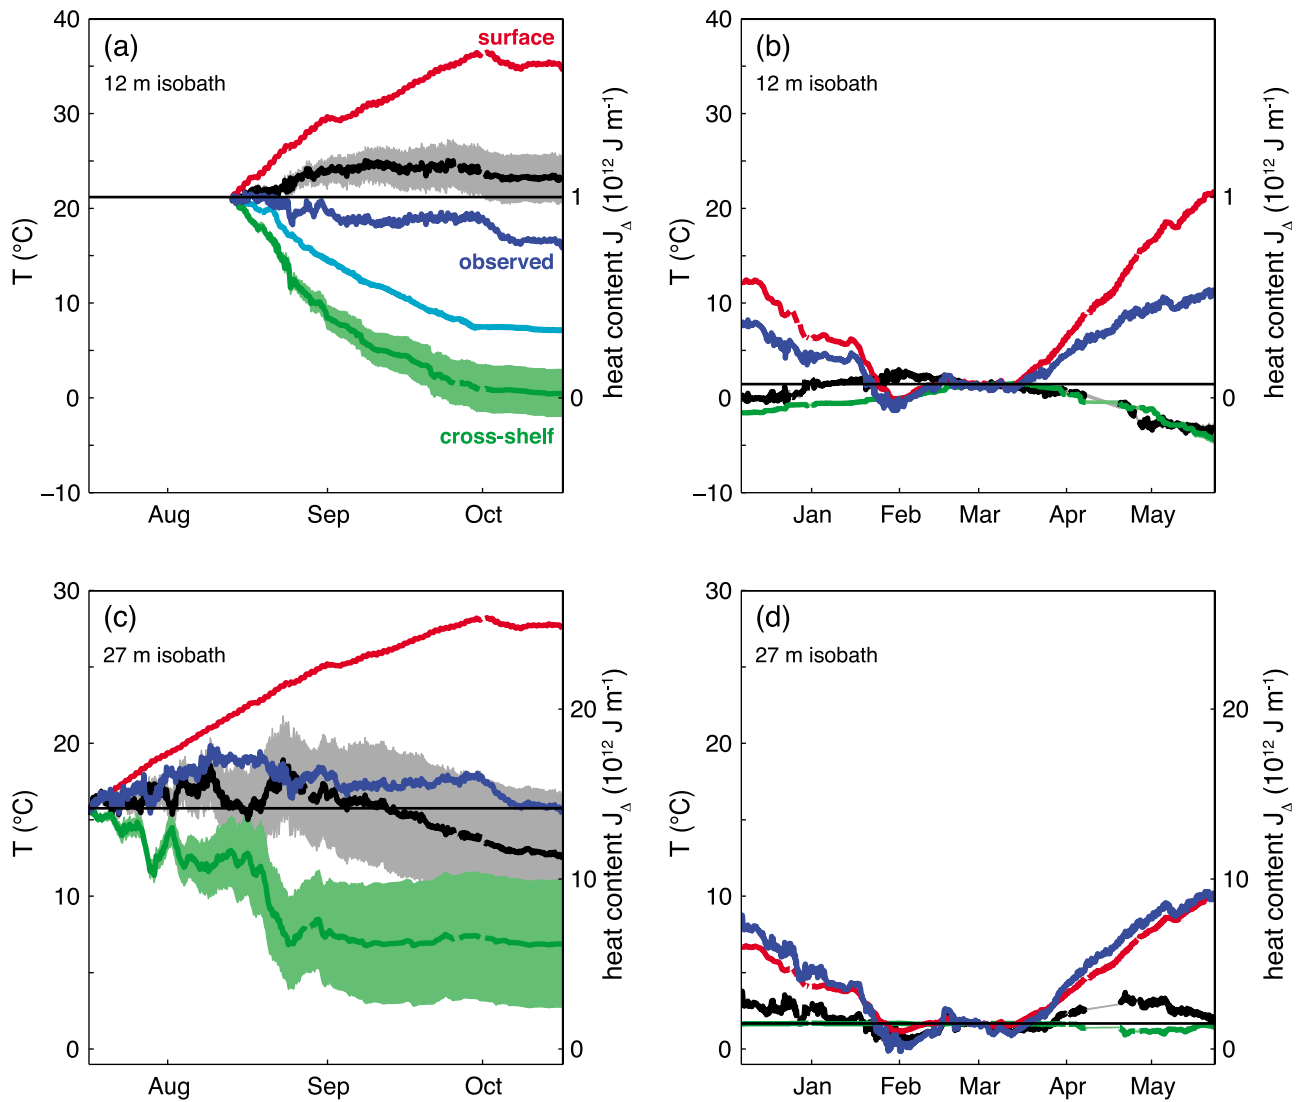 40
30
20
10
0
−10
T (°C)
(a)
12 m isobath
surface
observed
cross-shelf
1
0
heat content J∆ (10¹² J m⁻¹)
Aug
Sep
Oct
40
30
20
10
0
−10
T (°C)
(b)
12 m isobath
1
0
heat content J∆ (10¹² J m⁻¹)
Jan
Feb
Mar
Apr
May
30
20
10
0
T (°C)
(c)
27 m isobath
20
10
0
heat content J∆ (10¹² J m⁻¹)
Aug
Sep
Oct
30
20
10
0
T (°C)
(d)
27 m isobath
20
10
0
heat content J∆ (10¹² J m⁻¹)
Jan
Feb
Mar
Apr
May